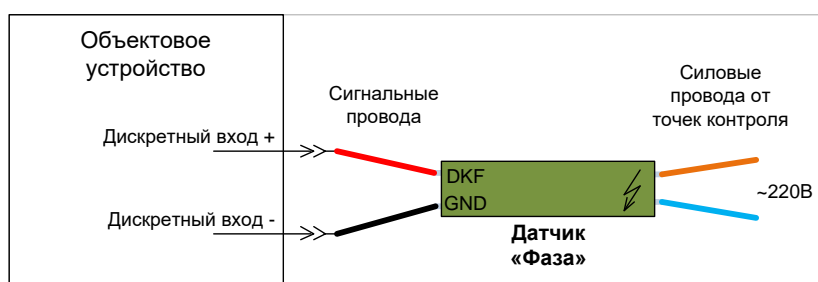 Объектовое
устройство
Сигнальные
провода
Силовые
провода от
точек контроля
Дискретный вход +
DKF
GND
~220В
Дискретный вход -
Датчик
«Фаза»